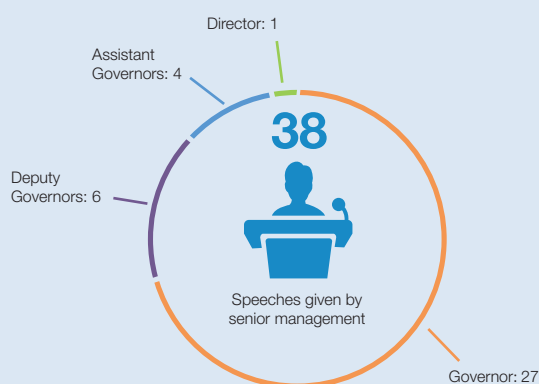 Director: 1
Assistant
Governors: 4
38
Deputy
Governors: 6
Speeches given by
senior management
Governor: 27